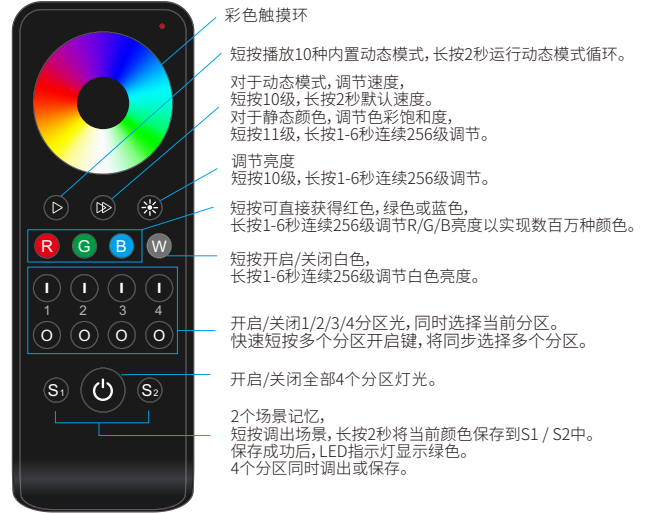 彩色触摸环
短按播放10种内置动态模式，长按2秒运行动态模式循环。
对于动态模式，调节速度，
短按10级，长按2秒默认速度。
对于静态颜色，调节色彩饱和度，
短按11级，长按1-6秒连续256级调节。
调节亮度
短按10级，长按1-6秒连续256级调节。
短按可直接获得红色，绿色或蓝色，
长按1-6秒连续256级调节R/G/B亮度以实现数百万种颜色。
R G B W
短按开启/关闭白色，
长按1-6秒连续256级调节白色亮度。
I I I I
1 2 3 4
O O O O
开启/关闭1/2/3/4分区光，同时选择当前分区。
快速短按多个分区开启键，将同步选择多个分区。
S1 S2
开启/关闭全部4个分区灯光。
2个场景记忆，
短按调出场景，长按2秒将当前颜色保存到S1 / S2中。
保存成功后，LED指示灯显示绿色。
4个分区同时调出或保存。